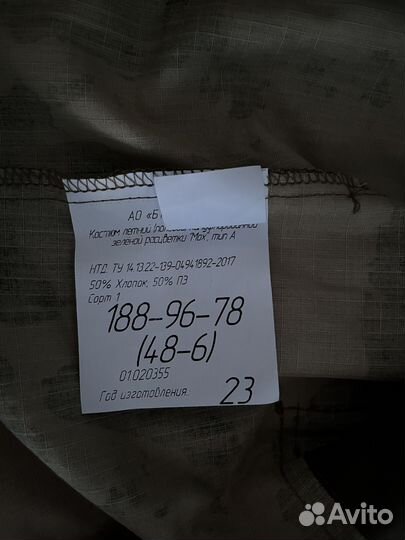 АО «Б
Костюм летний
зеленой расцветки "Мох, тип А
НТД. ТУ 14.13.22-139-04941892-2017
50% Хлопок, 50% ПЭ
Сорт 1
188-96-78
(48-6)
01020355
Год изготовления. 23
Avito